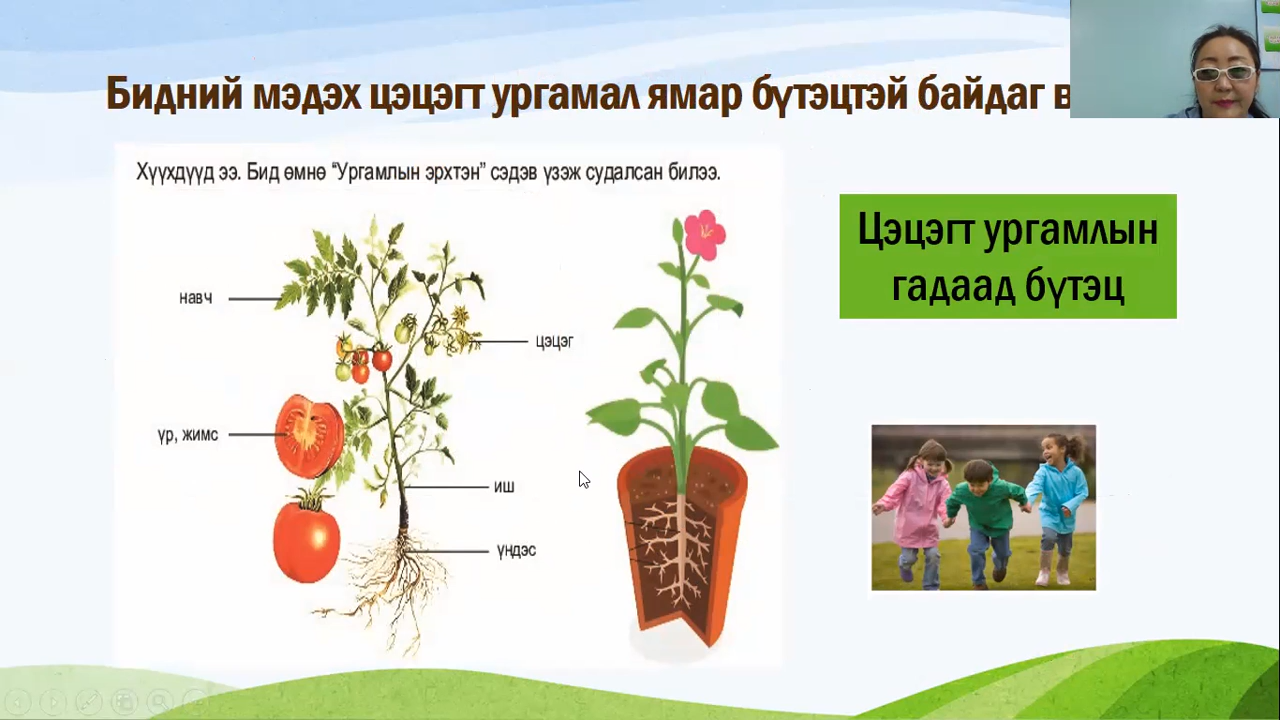 Бидний мэдэх цэцэгт ургамал ямар бүтэцтэй байдаг
Хүүхдүүд ээ. Бид өмнө “Ургамлын эрхтэн” сэдэв үзэж судалсан билээ.
Цэцэгт ургамлын
гадаад бүтэц
навч
цэцэг
үр, жимс
иш
үндэс